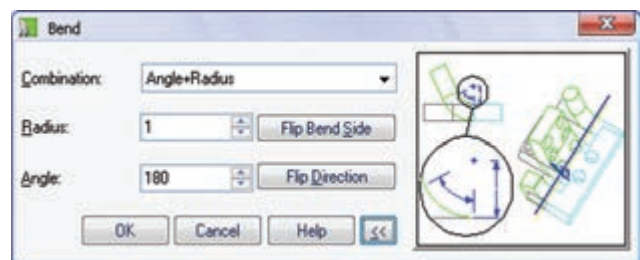 Bend
Combination: Angle+Radius
Radius: 1 Flip Bend Side
Angle: 180 Flip Direction
OK Cancel Help <<